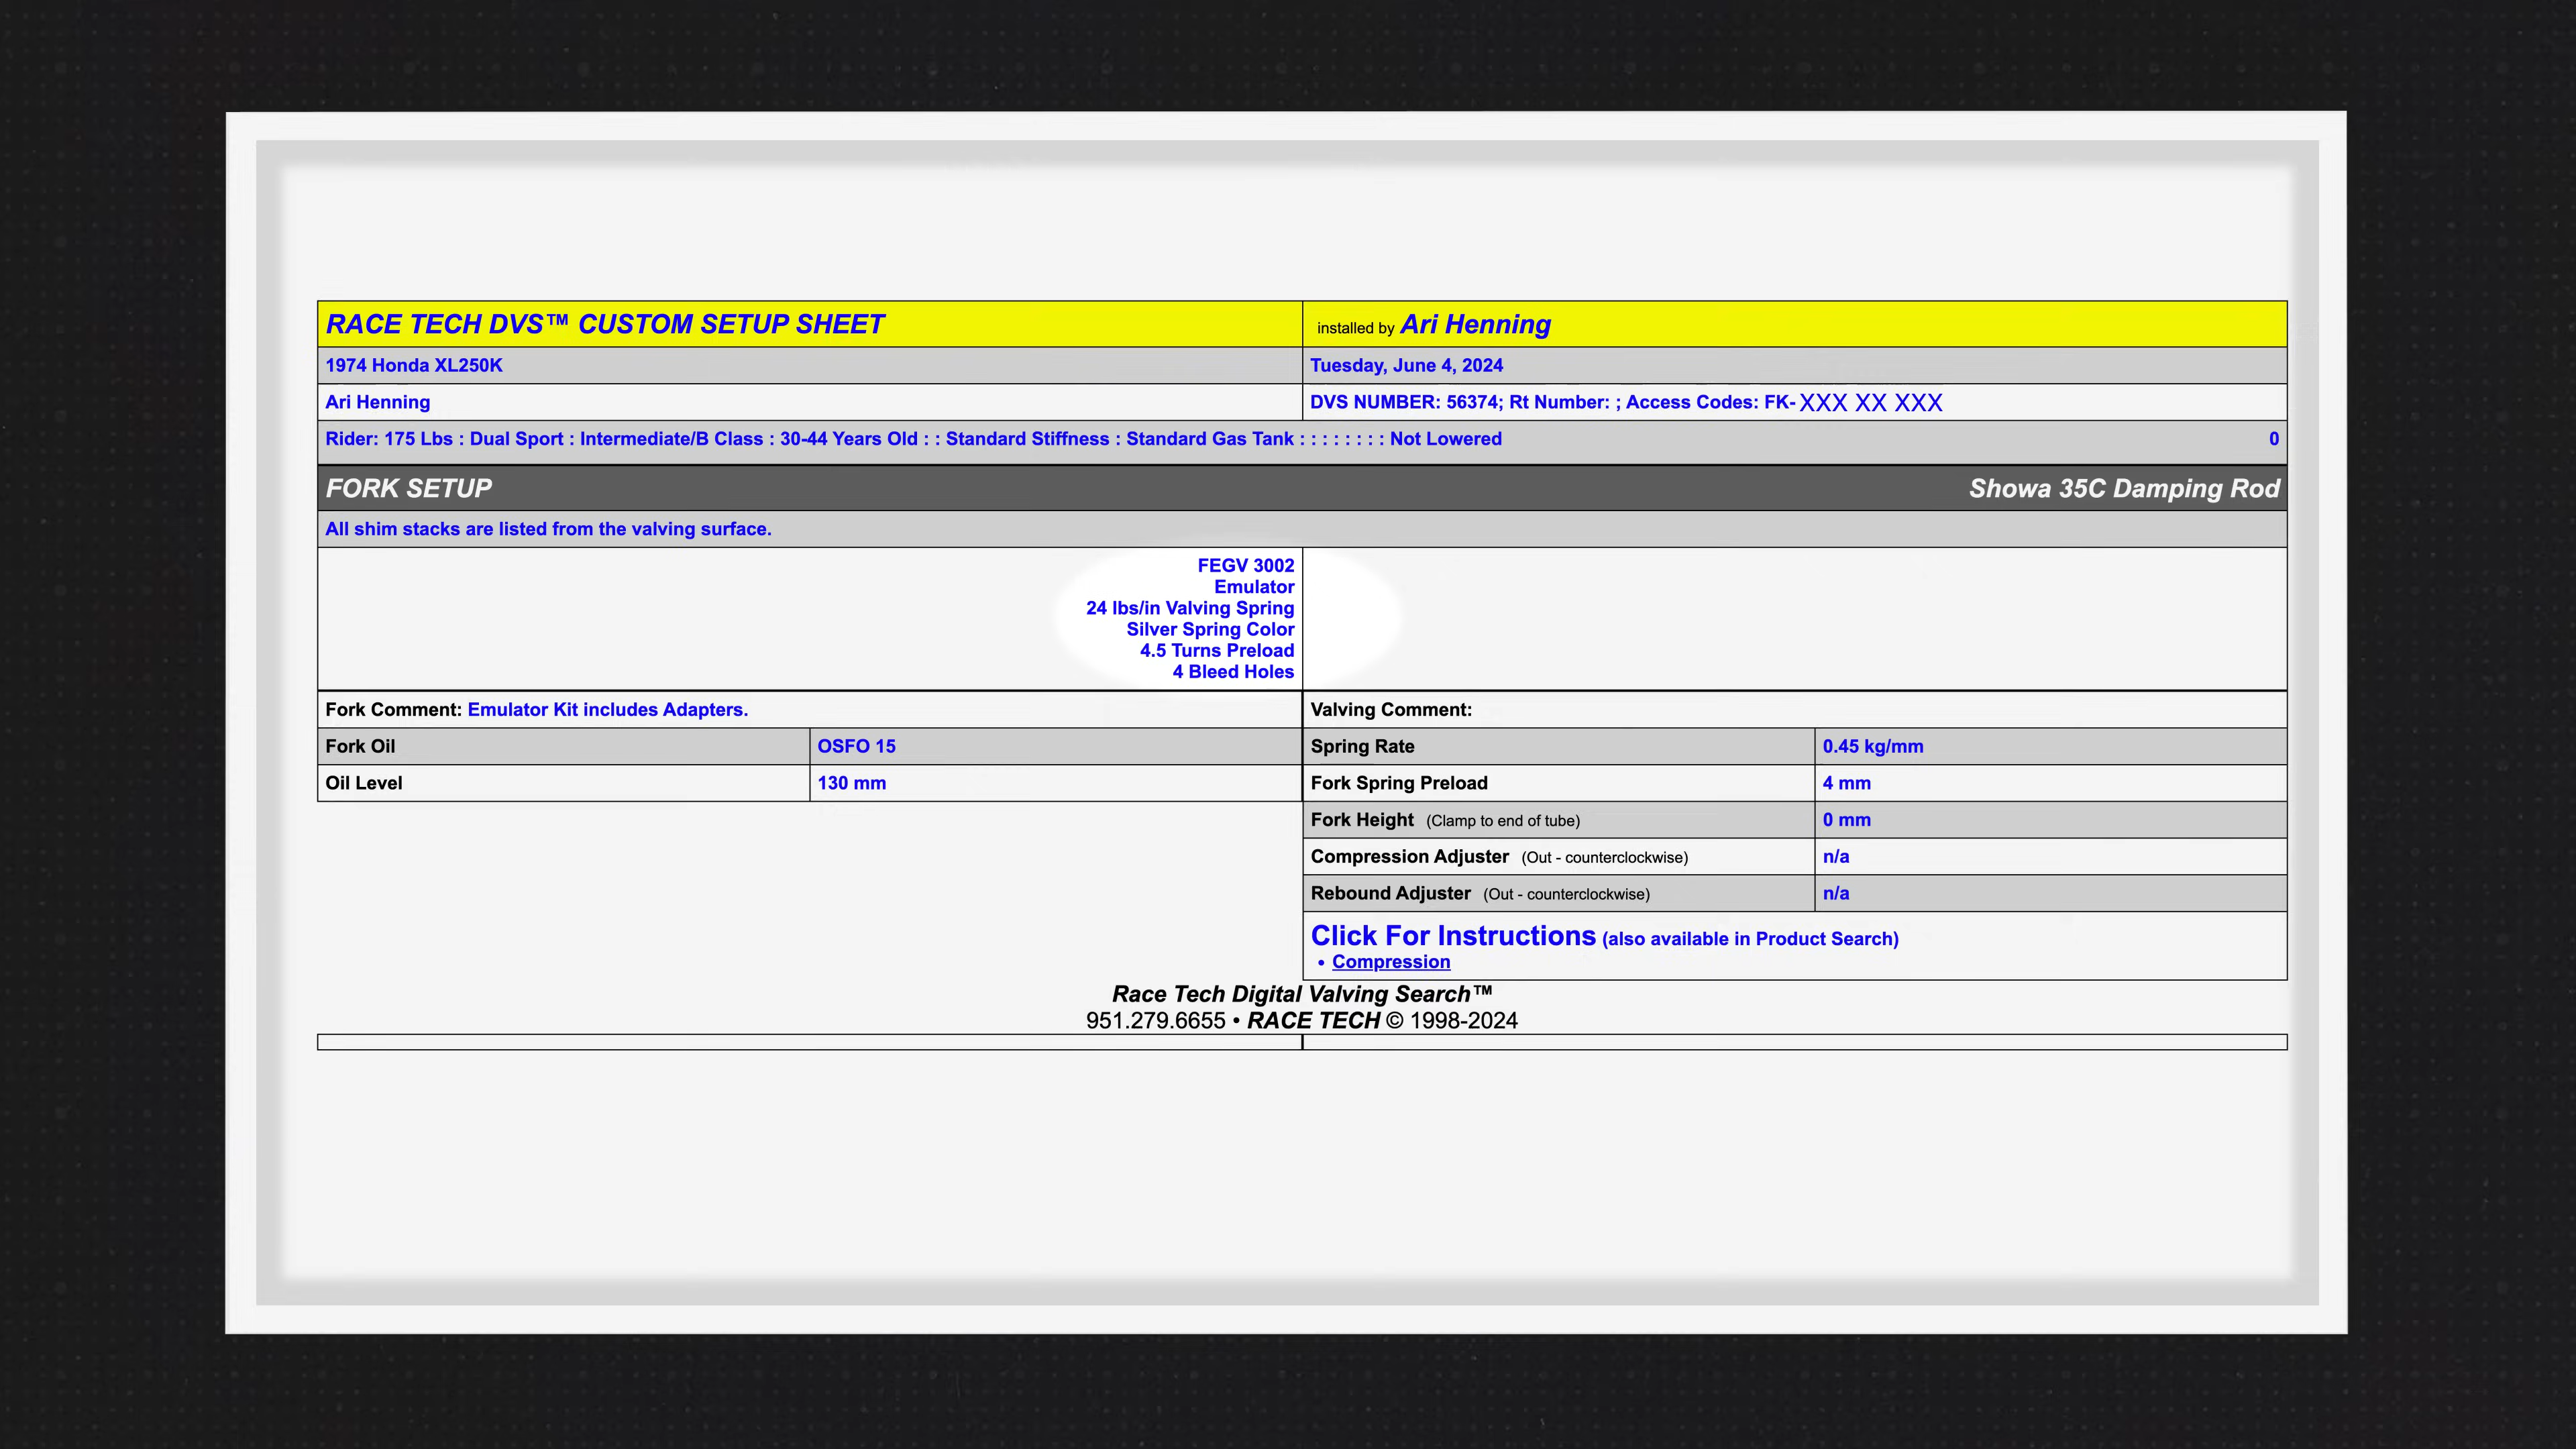 RACE TECH DVS™ CUSTOM SETUP SHEET
installed by Ari Henning
1974 Honda XL250K
Tuesday, June 4, 2024
Ari Henning
DVS NUMBER: 56374; Rt Number: ; Access Codes: FK-XXX XX XXX
Rider: 175 Lbs : Dual Sport : Intermediate/B Class : 30-44 Years Old : : Standard Stiffness : Standard Gas Tank : : : : : : : : Not Lowered
0
FORK SETUP
Showa 35C Damping Rod
All shim stacks are listed from the valving surface.
FEGV 3002
Emulator
24 lbs/in Valving Spring
Silver Spring Color
4.5 Turns Preload
4 Bleed Holes
Fork Comment: Emulator Kit includes Adapters.
Valving Comment:
Fork Oil
OSFO 15
Spring Rate
0.45 kg/mm
Oil Level
130 mm
Fork Spring Preload
4 mm
Fork Height (Clamp to end of tube)
0 mm
Compression Adjuster (Out - counterclockwise)
n/a
Rebound Adjuster (Out - counterclockwise)
n/a
Click For Instructions (also available in Product Search)
• Compression
Race Tech Digital Valving Search™
951.279.6655 • RACE TECH © 1998-2024